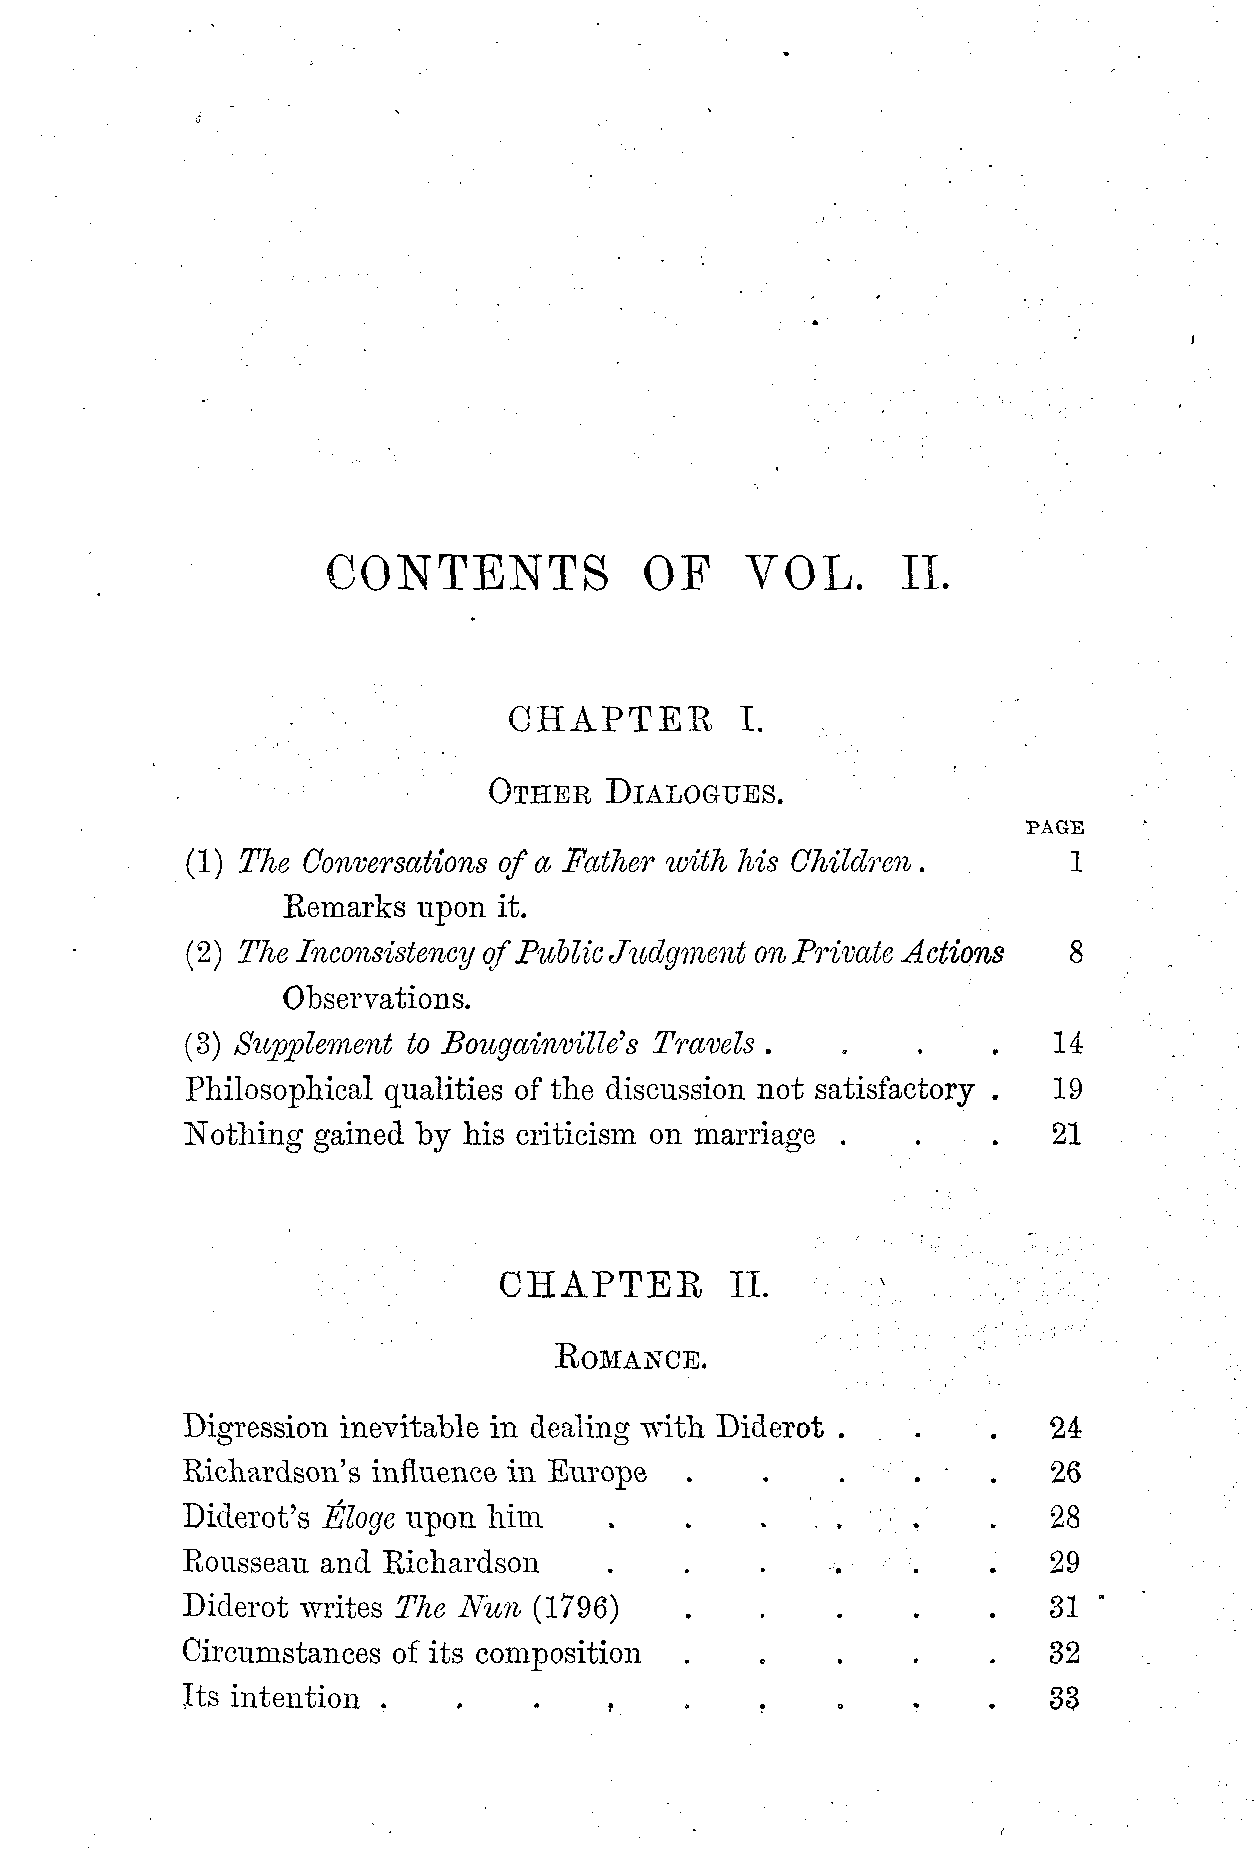 CONTENTS OF VOL. II.
CHAPTER I.
OTHER DIALOGUES.
PAGE
(1) The Conversations of a Father with his Children . 1
Remarks upon it.
(2) The Inconsistency of Public Judgment on Private Actions 8
Observations.
(3) Supplement to Bougainville's Travels . . . . 14
Philosophical qualities of the discussion not satisfactory . 19
Nothing gained by his criticism on marriage . . . 21
CHAPTER II.
ROMANCE.
Digression inevitable in dealing with Diderot . . . 24
Richardson's influence in Europe . . . . . 26
Diderot's Éloge upon him . . . . . . 28
Rousseau and Richardson . . . . . . 29
Diderot writes The Nun (1796) . . . . . 31
Circumstances of its composition . . . . . 32
Its intention . . . . . . . . . 33